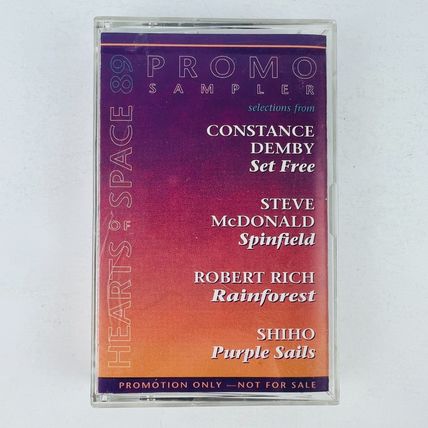 PROMO
SAMPLER
HEARTS OF SPACE 89
selections from
CONSTANCE
DEMBY
Set Free
STEVE
McDONALD
Spinfield
ROBERT RICH
Rainforest
SHIHO
Purple Sails
PROMOTION ONLY — NOT FOR SALE